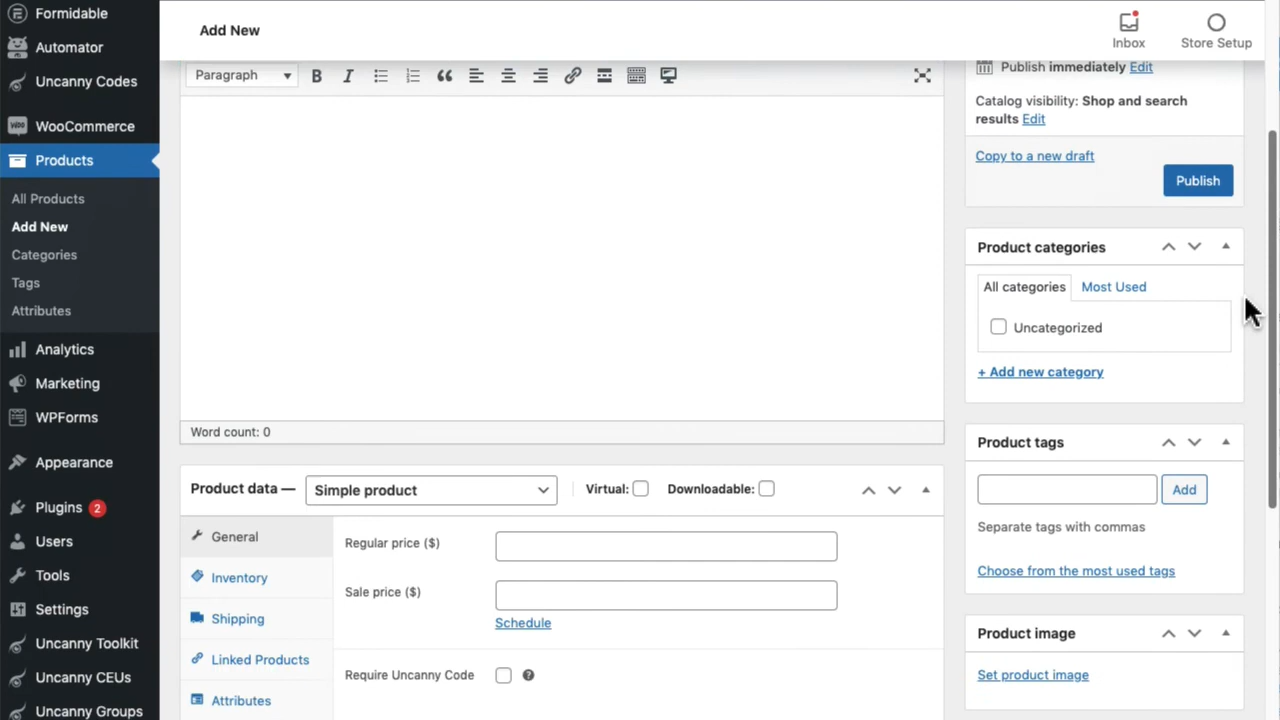 Formidable
Automator
Uncanny Codes
WooCommerce
Products
All Products
Add New
Categories
Tags
Attributes
Analytics
Marketing
WPForms
Appearance
Plugins 2
Users
Tools
Settings
Uncanny Toolkit
Uncanny CEUs
Uncanny Groups
Add New
Inbox
Store Setup
Paragraph
Word count: 0
Product data — Simple product
Virtual:
Downloadable:
General
Inventory
Shipping
Linked Products
Attributes
Regular price ($)
Sale price ($)
Schedule
Require Uncanny Code
Publish immediately Edit
Catalog visibility: Shop and search
results Edit
Copy to a new draft
Publish
Product categories
All categories
Most Used
Uncategorized
+ Add new category
Product tags
Add
Separate tags with commas
Choose from the most used tags
Product image
Set product image